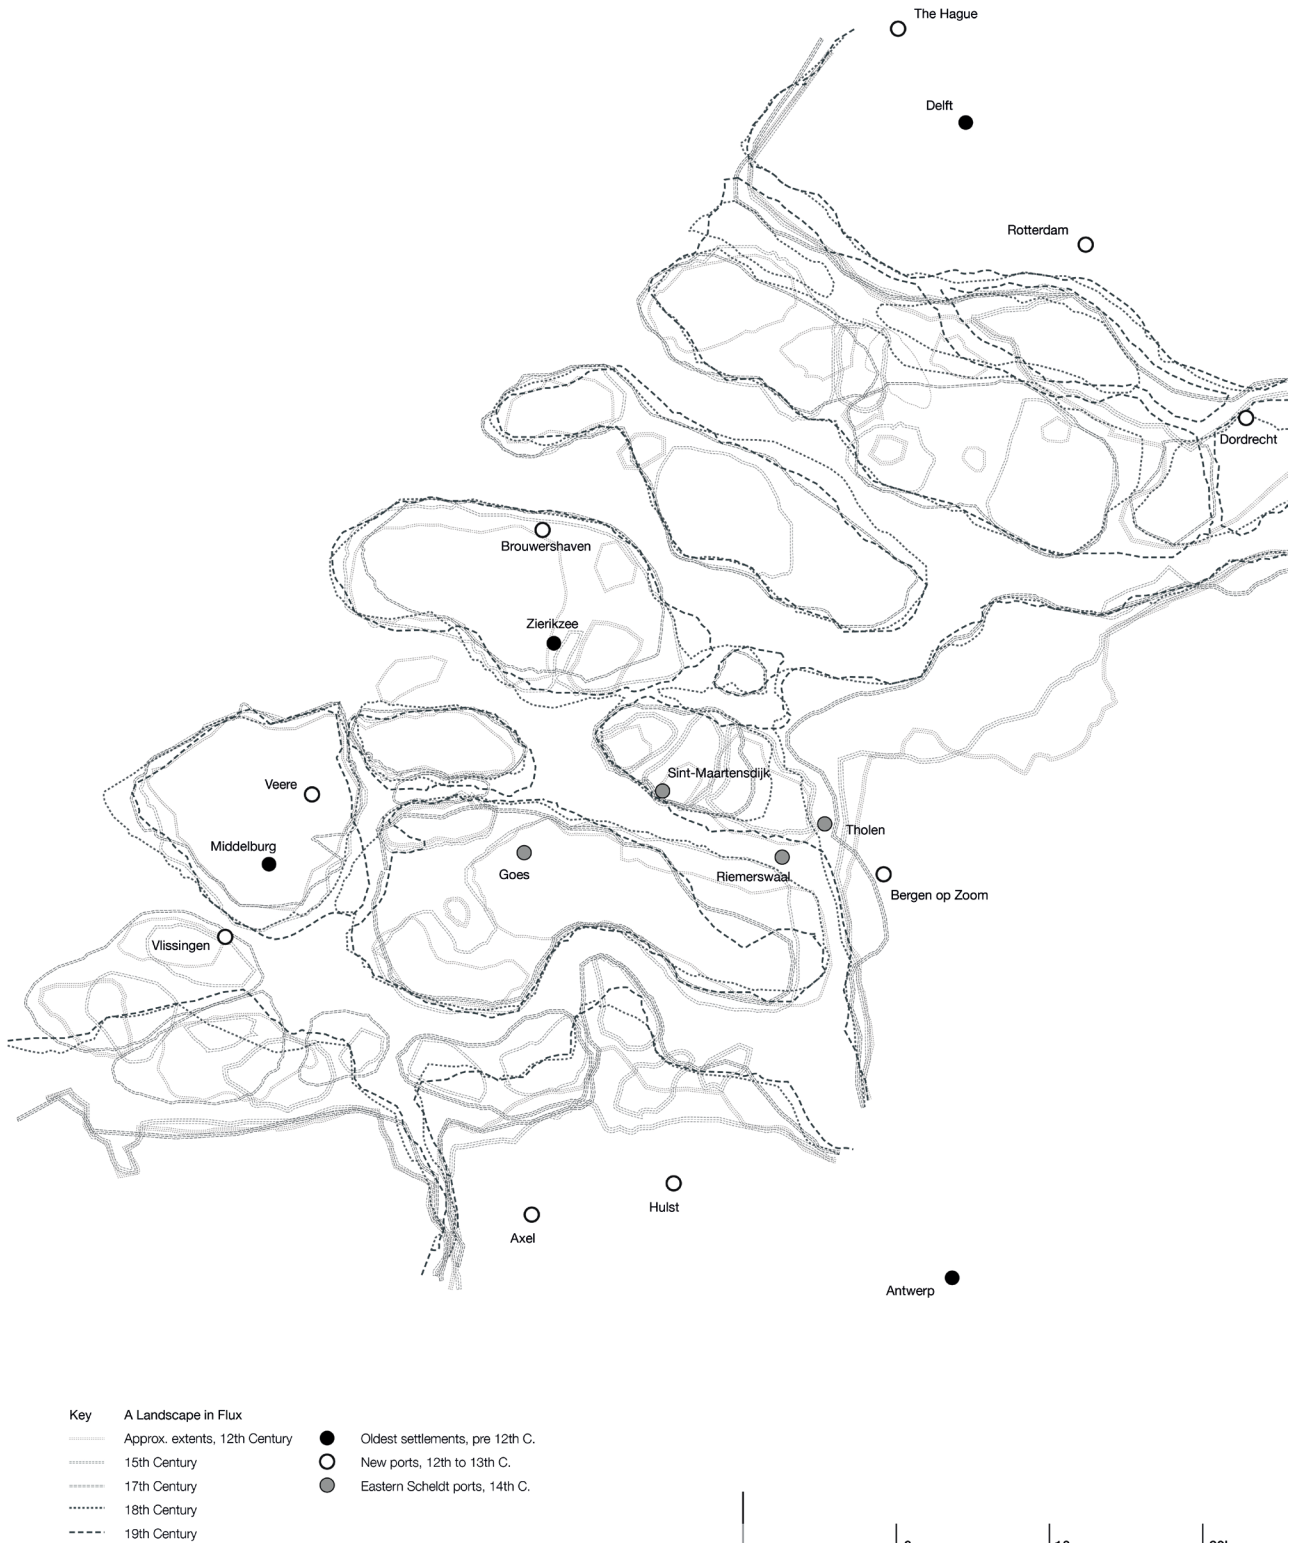 The Hague
Delft
Rotterdam
Dordrecht
Brouwershaven
Zierikzee
Sint-Maartensdijk
Veere
Tholen
Middelburg
Goes
Riemerswaal
Bergen op Zoom
Vlissingen
Hulst
Axel
Antwerp
Key A Landscape in Flux
Approx. extents, 12th Century
15th Century
17th Century
18th Century
19th Century
Oldest settlements, pre 12th C.
New ports, 12th to 13th C.
Eastern Scheldt ports, 14th C.